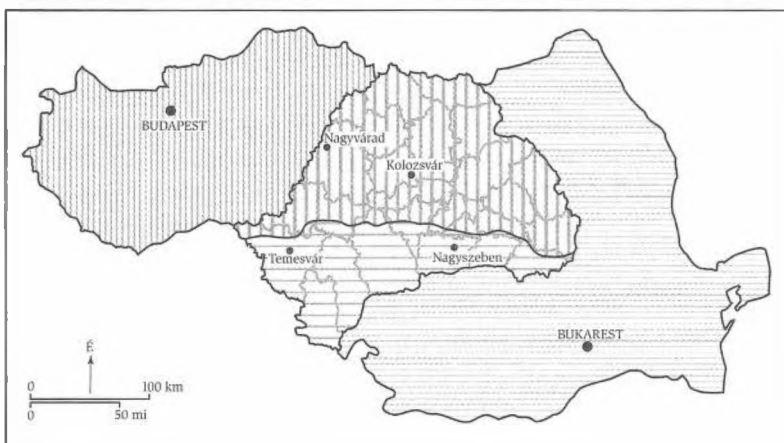 BUDAPEST
Nagyvárad
Kolozsvár
Temesvár
Nagyszeben
BUKAREST
É
0 100 km
0 50 mi